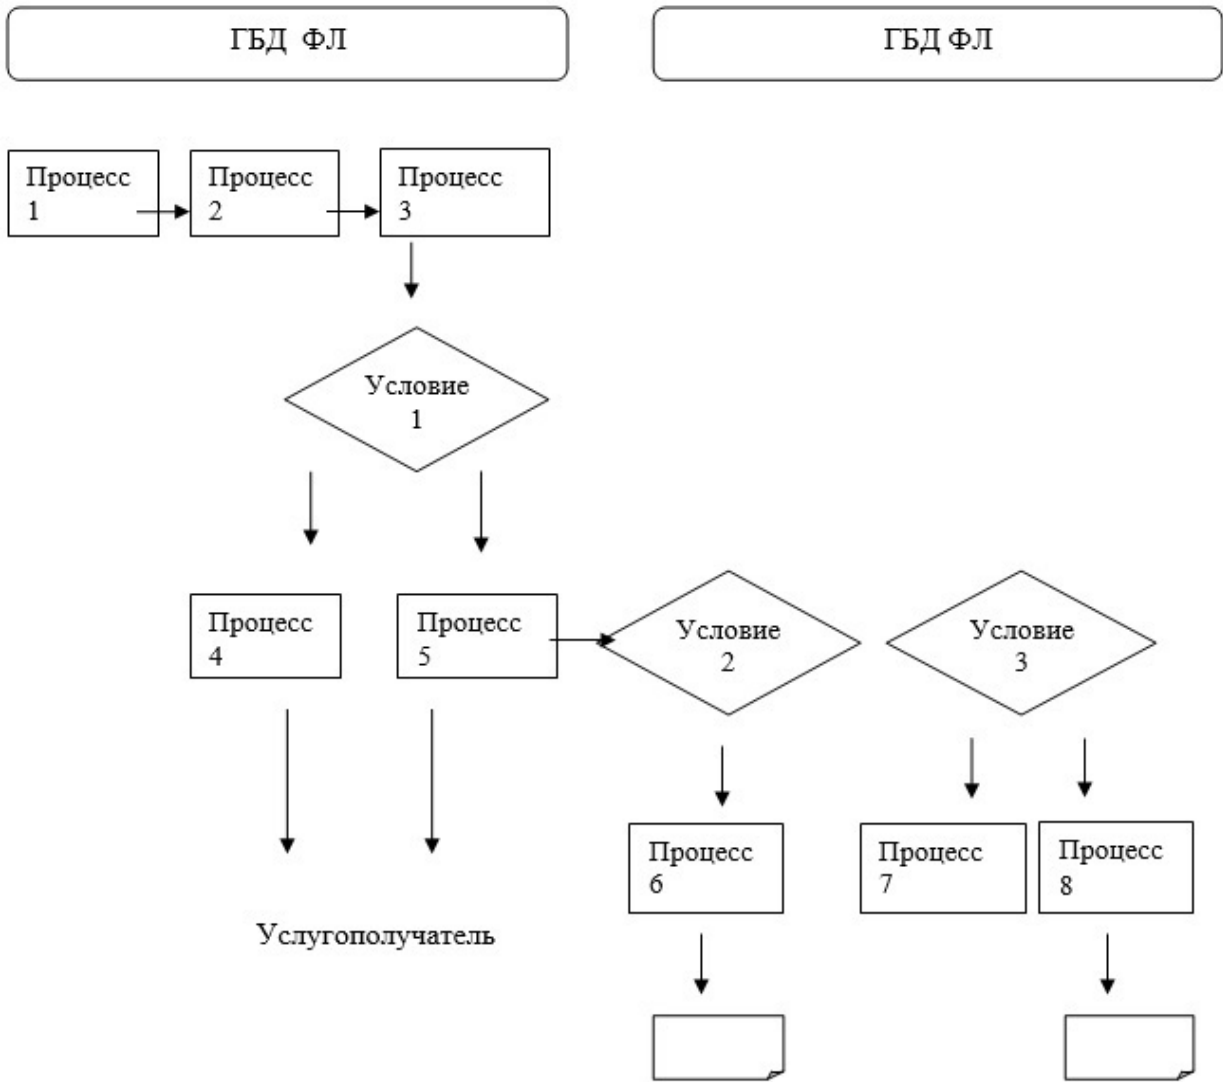 ГБД ФЛ
ГБД ФЛ
Процесс
1
Процесс
2
Процесс
3
Условие
1
Процесс
4
Процесс
5
Условие
2
Условие
3
Процесс
6
Процесс
7
Процесс
8
Услугополучатель